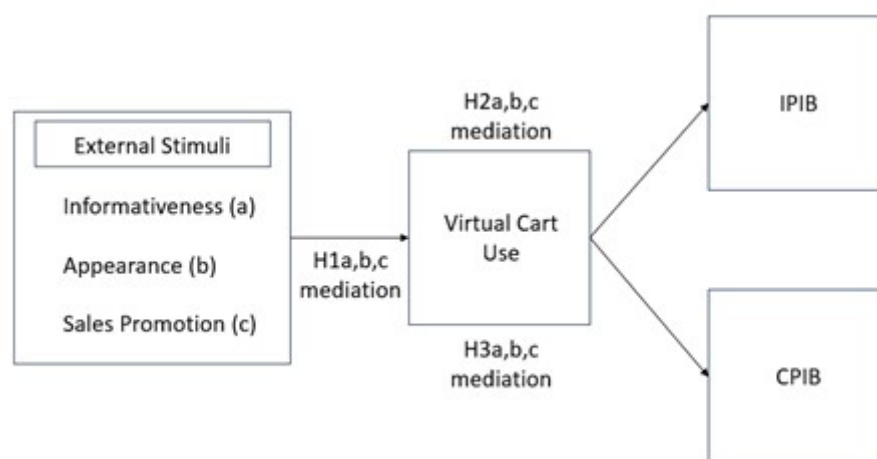 External Stimuli
Informativeness (a)
Appearance (b)
Sales Promotion (c)
H1a,b,c
mediation
H2a,b,c
mediation
Virtual Cart
Use
H3a,b,c
mediation
IPIB
CPIB